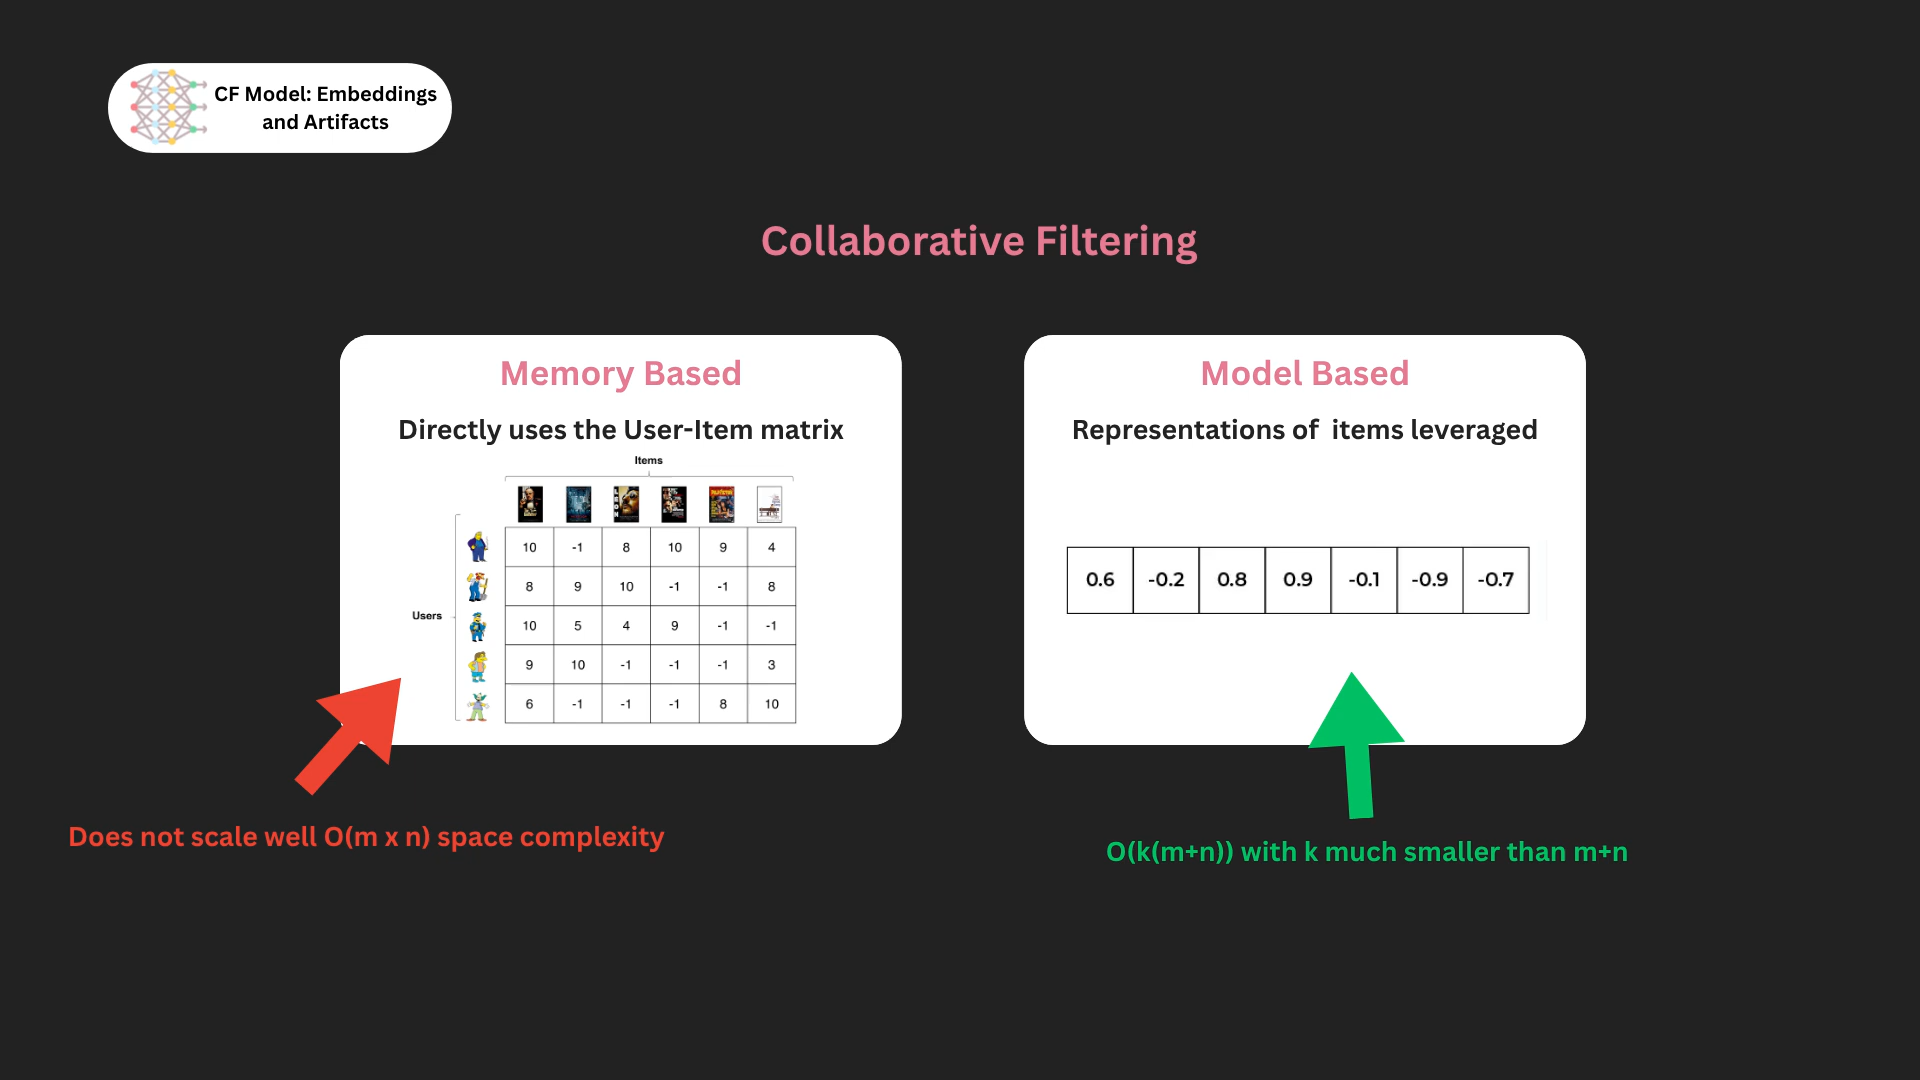 CF Model: Embeddings
and Artifacts
Collaborative Filtering
Memory Based
Directly uses the User-Item matrix
Items
Users
10 -1 8 10 9 4
8 9 10 -1 -1 8
10 5 4 9 -1 -1
9 10 -1 -1 -1 3
6 -1 -1 -1 8 10
Does not scale well O(m x n) space complexity
Model Based
Representations of  items leveraged
0.6 -0.2 0.8 0.9 -0.1 -0.9 -0.7
O(k(m+n)) with k much smaller than m+n